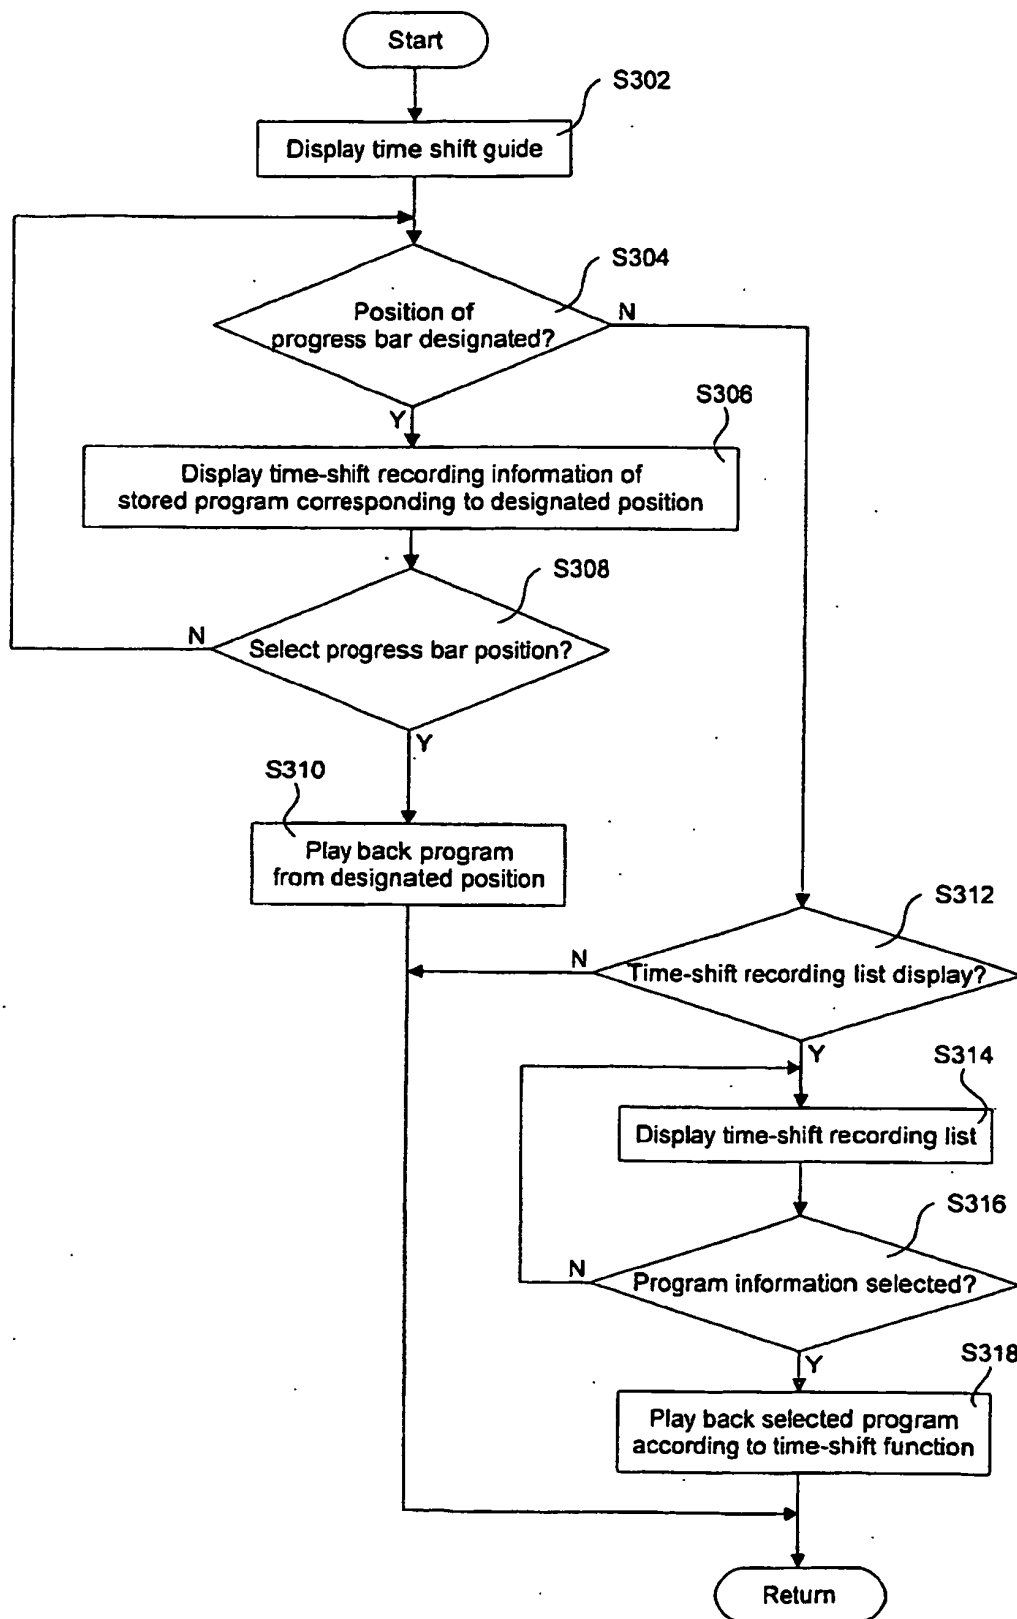 Start
S302
Display time shift guide
S304
Position of
progress bar designated?
N
Y
S306
Display time-shift recording information of
stored program corresponding to designated position
S308
N
Select progress bar position?
Y
S310
Play back program
from designated position
S312
N
Time-shift recording list display?
Y
S314
Display time-shift recording list
S316
N
Program information selected?
Y
S318
Play back selected program
according to time-shift function
Return